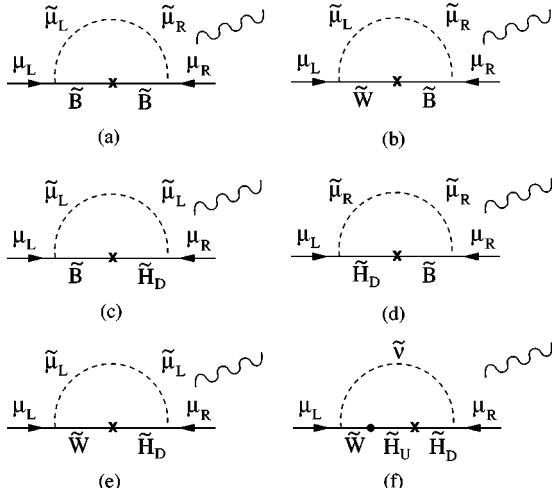 μ̃L μ̃R
μL B̃ B̃ μR
(a)
μ̃L μ̃R
μL W̃ B̃ μR
(b)
μ̃L μ̃L
μL B̃ H̃D μR
(c)
μ̃R μ̃R
μL H̃D B̃ μR
(d)
μ̃L μ̃L
μL W̃ H̃D μR
(e)
ν̃
μL W̃ H̃U H̃D μR
(f)